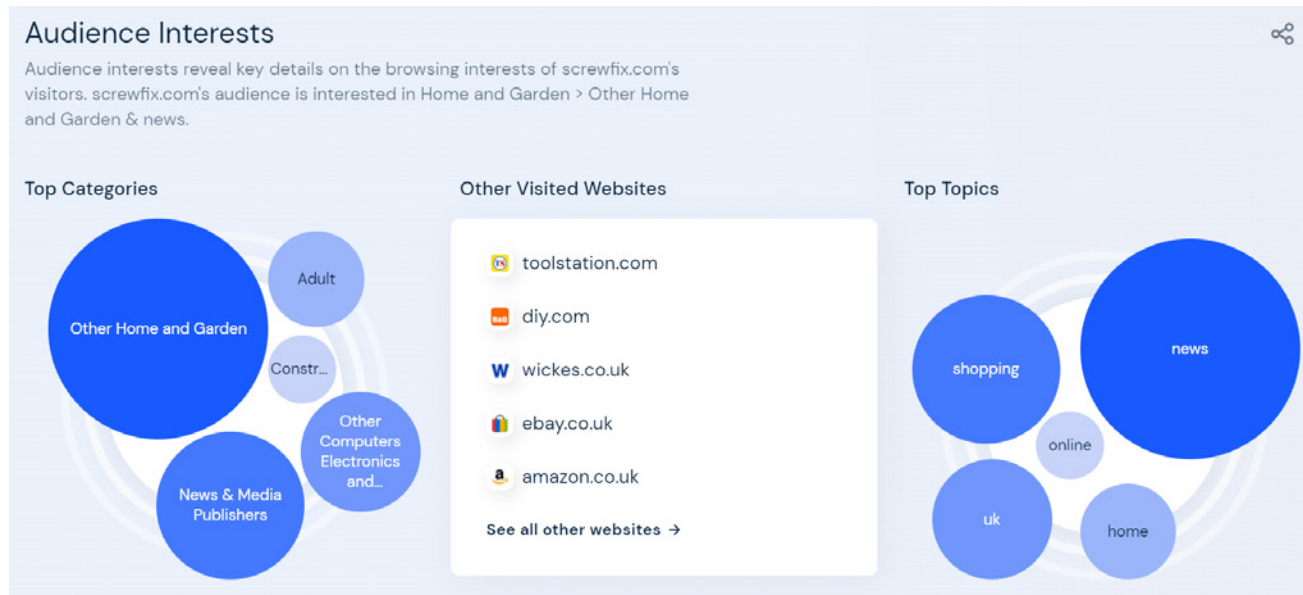 Audience Interests
Audience interests reveal key details on the browsing interests of screwfix.com's
visitors. screwfix.com's audience is interested in Home and Garden > Other Home
and Garden & news.
Top Categories
Other Home and Garden
Adult
Constr...
Other
Computers
Electronics
and...
News & Media
Publishers
Other Visited Websites
TS
toolstation.com
B&Q
diy.com
W
wickes.co.uk
ebay.co.uk
a
amazon.co.uk
See all other websites →
Top Topics
news
shopping
online
uk
home